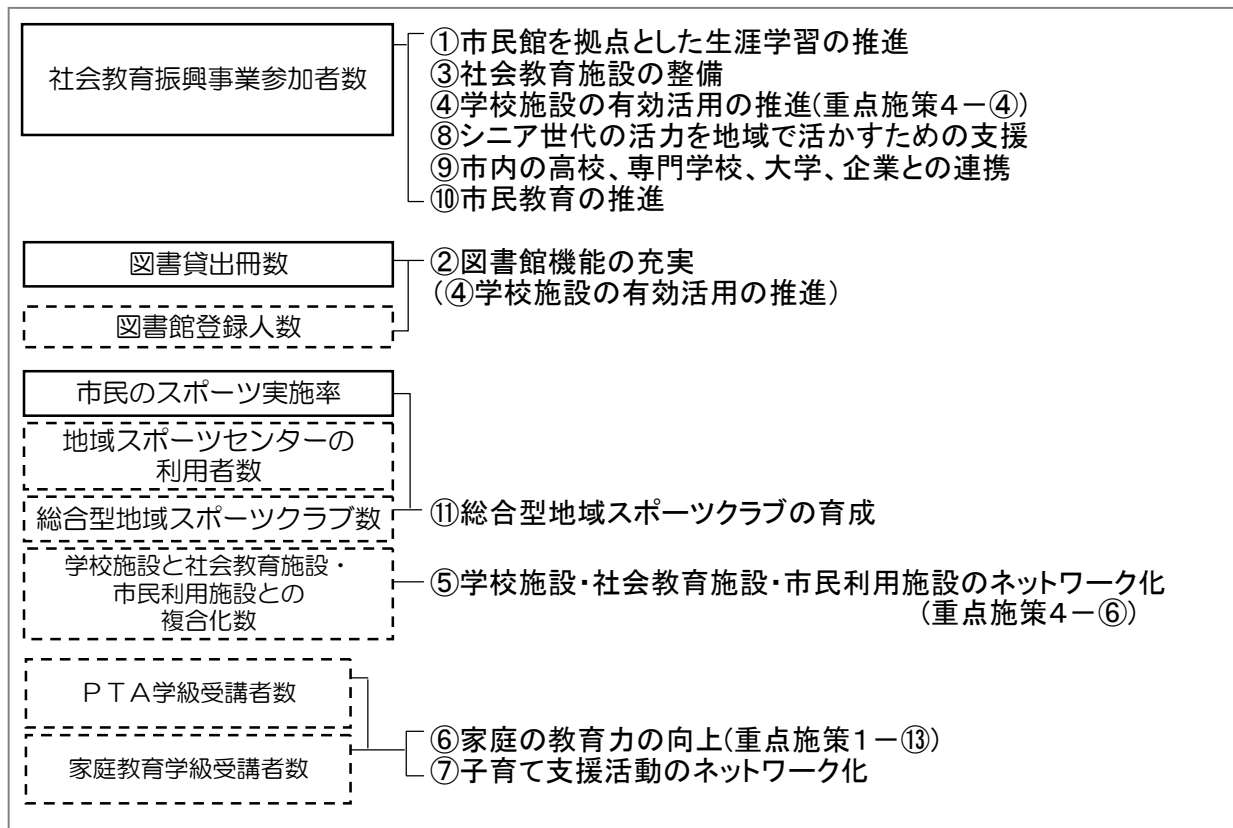 社会教育振興事業参加者数
①市民館を拠点とした生涯学習の推進
③社会教育施設の整備
④学校施設の有効活用の推進(重点施策4－④)
⑧シニア世代の活力を地域で活かすための支援
⑨市内の高校、専門学校、大学、企業との連携
⑩市民教育の推進
図書貸出冊数
図書館登録人数
②図書館機能の充実
(④学校施設の有効活用の推進)
市民のスポーツ実施率
地域スポーツセンターの
利用者数
総合型地域スポーツクラブ数
⑪総合型地域スポーツクラブの育成
学校施設と社会教育施設・
市民利用施設との
複合化数
⑤学校施設・社会教育施設・市民利用施設のネットワーク化
(重点施策4－⑥)
ＰＴＡ学級受講者数
家庭教育学級受講者数
⑥家庭の教育力の向上(重点施策1－⑬)
⑦子育て支援活動のネットワーク化